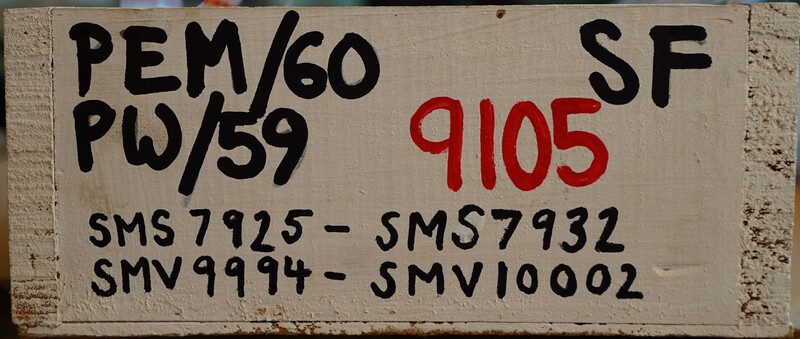 PEM/60 SF
PW/59 9105
SMS7925 - SMS7932
SMV9994 - SMV10002